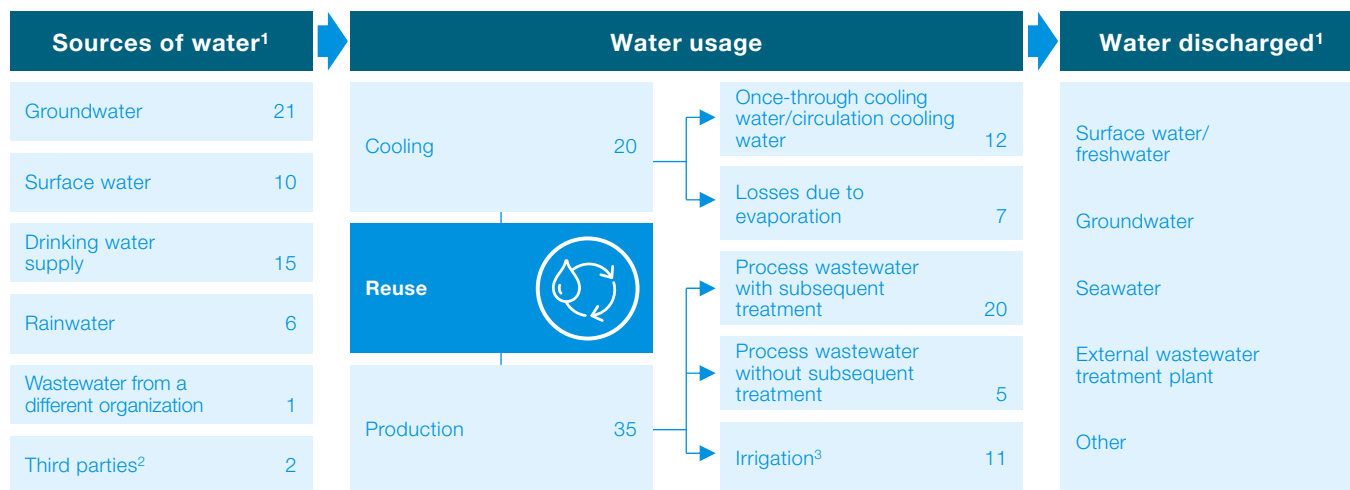 Sources of water¹
Groundwater 21
Surface water 10
Drinking water
supply 15
Rainwater 6
Wastewater from a
different organization 1
Third parties² 2
Water usage
Cooling 20
Reuse
Production 35
Once-through cooling
water/circulation cooling
water 12
Losses due to
evaporation 7
Process wastewater
with subsequent
treatment 20
Process wastewater
without subsequent
treatment 5
Irrigation³ 11
Water discharged¹
Surface water/
freshwater
Groundwater
Seawater
External wastewater
treatment plant
Other